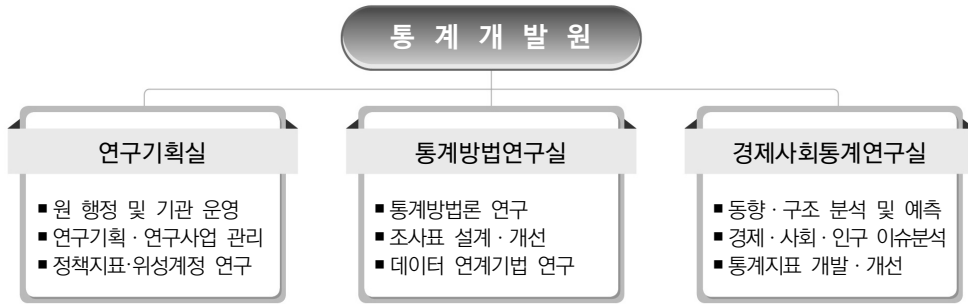 통 계 개 발 원
연구기획실
■ 원 행정 및 기관 운영
■ 연구기획 · 연구사업 관리
■ 정책지표·위성계정 연구
통계방법연구실
■ 통계방법론 연구
■ 조사표 설계 · 개선
■ 데이터 연계기법 연구
경제사회통계연구실
■ 동향 · 구조 분석 및 예측
■ 경제 · 사회 · 인구 이슈분석
■ 통계지표 개발 · 개선